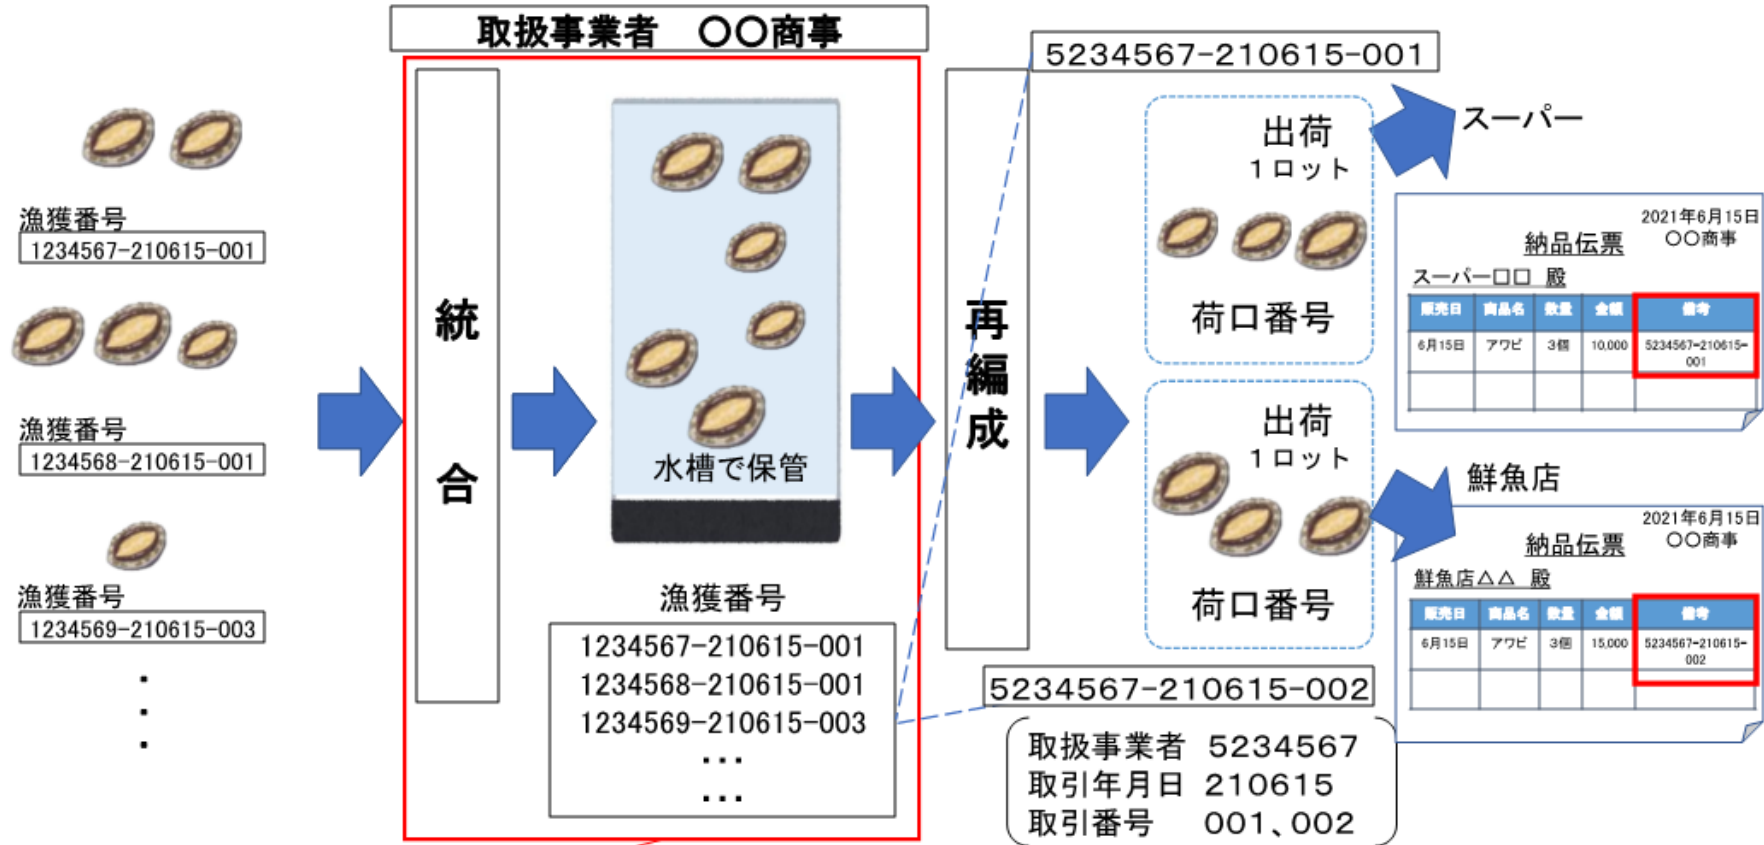 取扱事業者　〇〇商事
漁獲番号
1234567-210615-001
漁獲番号
1234568-210615-001
漁獲番号
1234569-210615-003
・
・
・
統
合
水槽で保管
漁獲番号
1234567-210615-001
1234568-210615-001
1234569-210615-003
・・・
・・・
再
編
成
5234567-210615-001
出荷
１ロット
荷口番号
出荷
１ロット
荷口番号
5234567-210615-002
取扱事業者　5234567
取引年月日　210615
取引番号　001、002
スーパー
2021年6月15日
〇〇商事
納品伝票
スーパー□□　殿
販売日 商品名 数量 金額 備考
6月15日 アワビ 3個 10,000 5234567-210615-
001
鮮魚店
2021年6月15日
〇〇商事
納品伝票
鮮魚店△△　殿
販売日 商品名 数量 金額 備考
6月15日 アワビ 3個 15,000 5234567-210615-
002